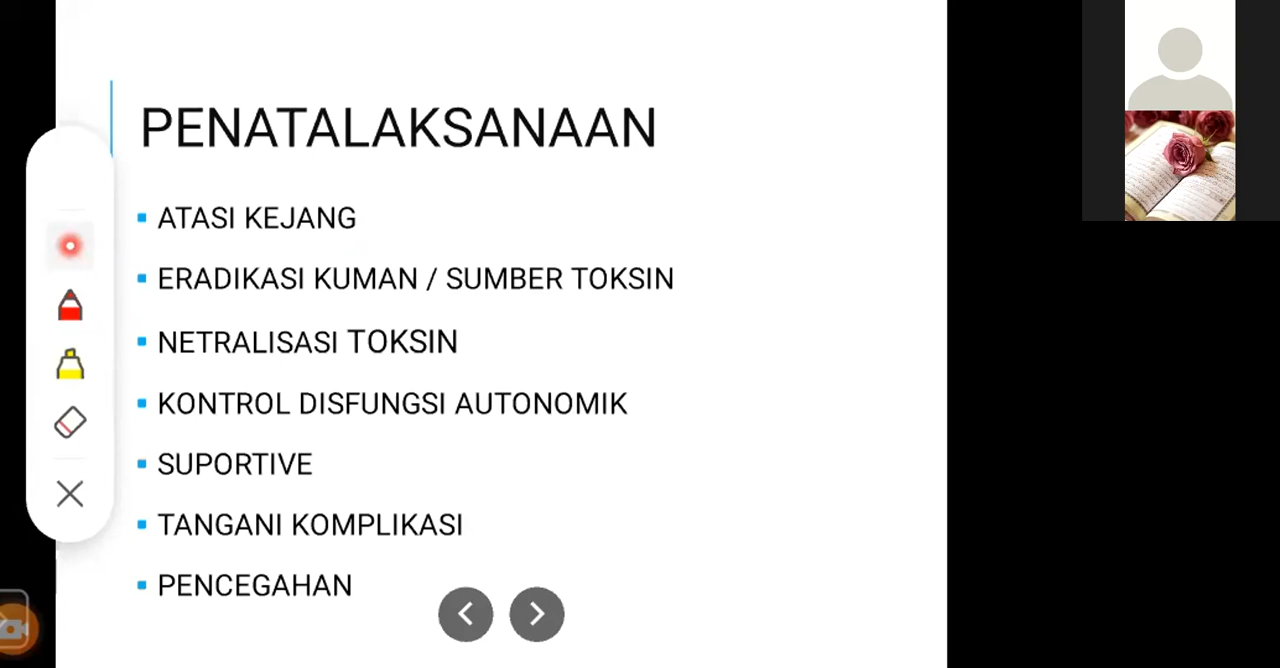 PENATALAKSANAAN
ATASI KEJANG
ERADIKASI KUMAN / SUMBER TOKSIN
NETRALISASI TOKSIN
KONTROL DISFUNGSI AUTONOMIK
SUPORTIVE
TANGANI KOMPLIKASI
PENCEGAHAN